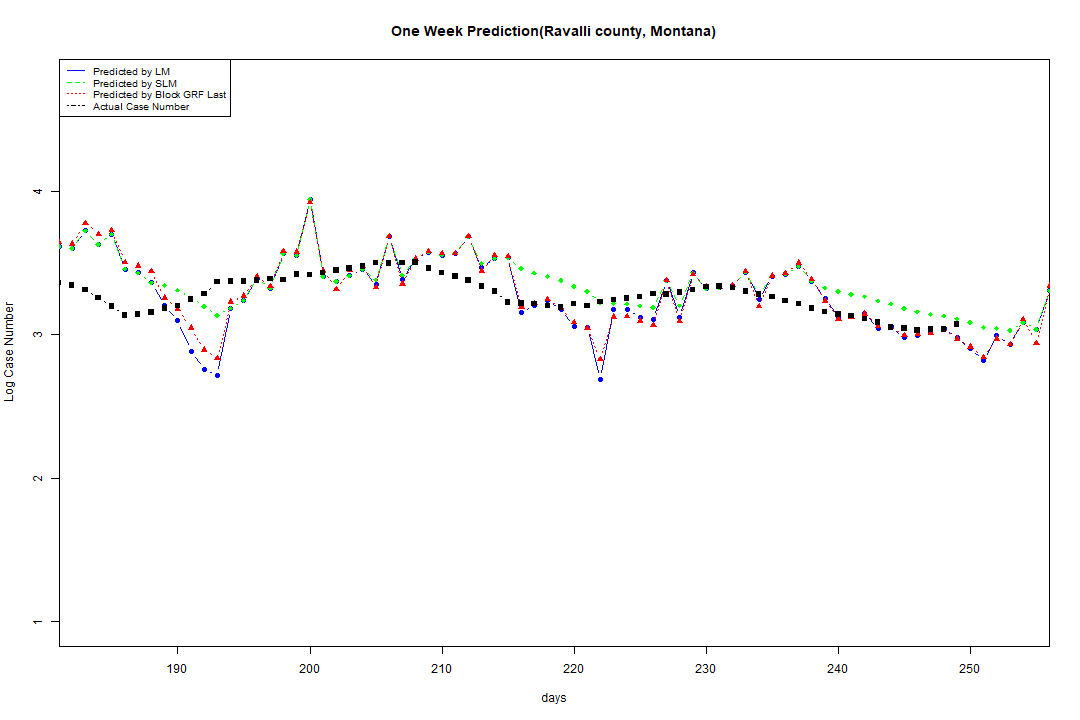 One Week Prediction(Ravalli county, Montana)
Predicted by LM
Predicted by SLM
Predicted by Block GRF Last
Actual Case Number
4
3
2
1
Log Case Number
190 200 210 220 230 240 250
days